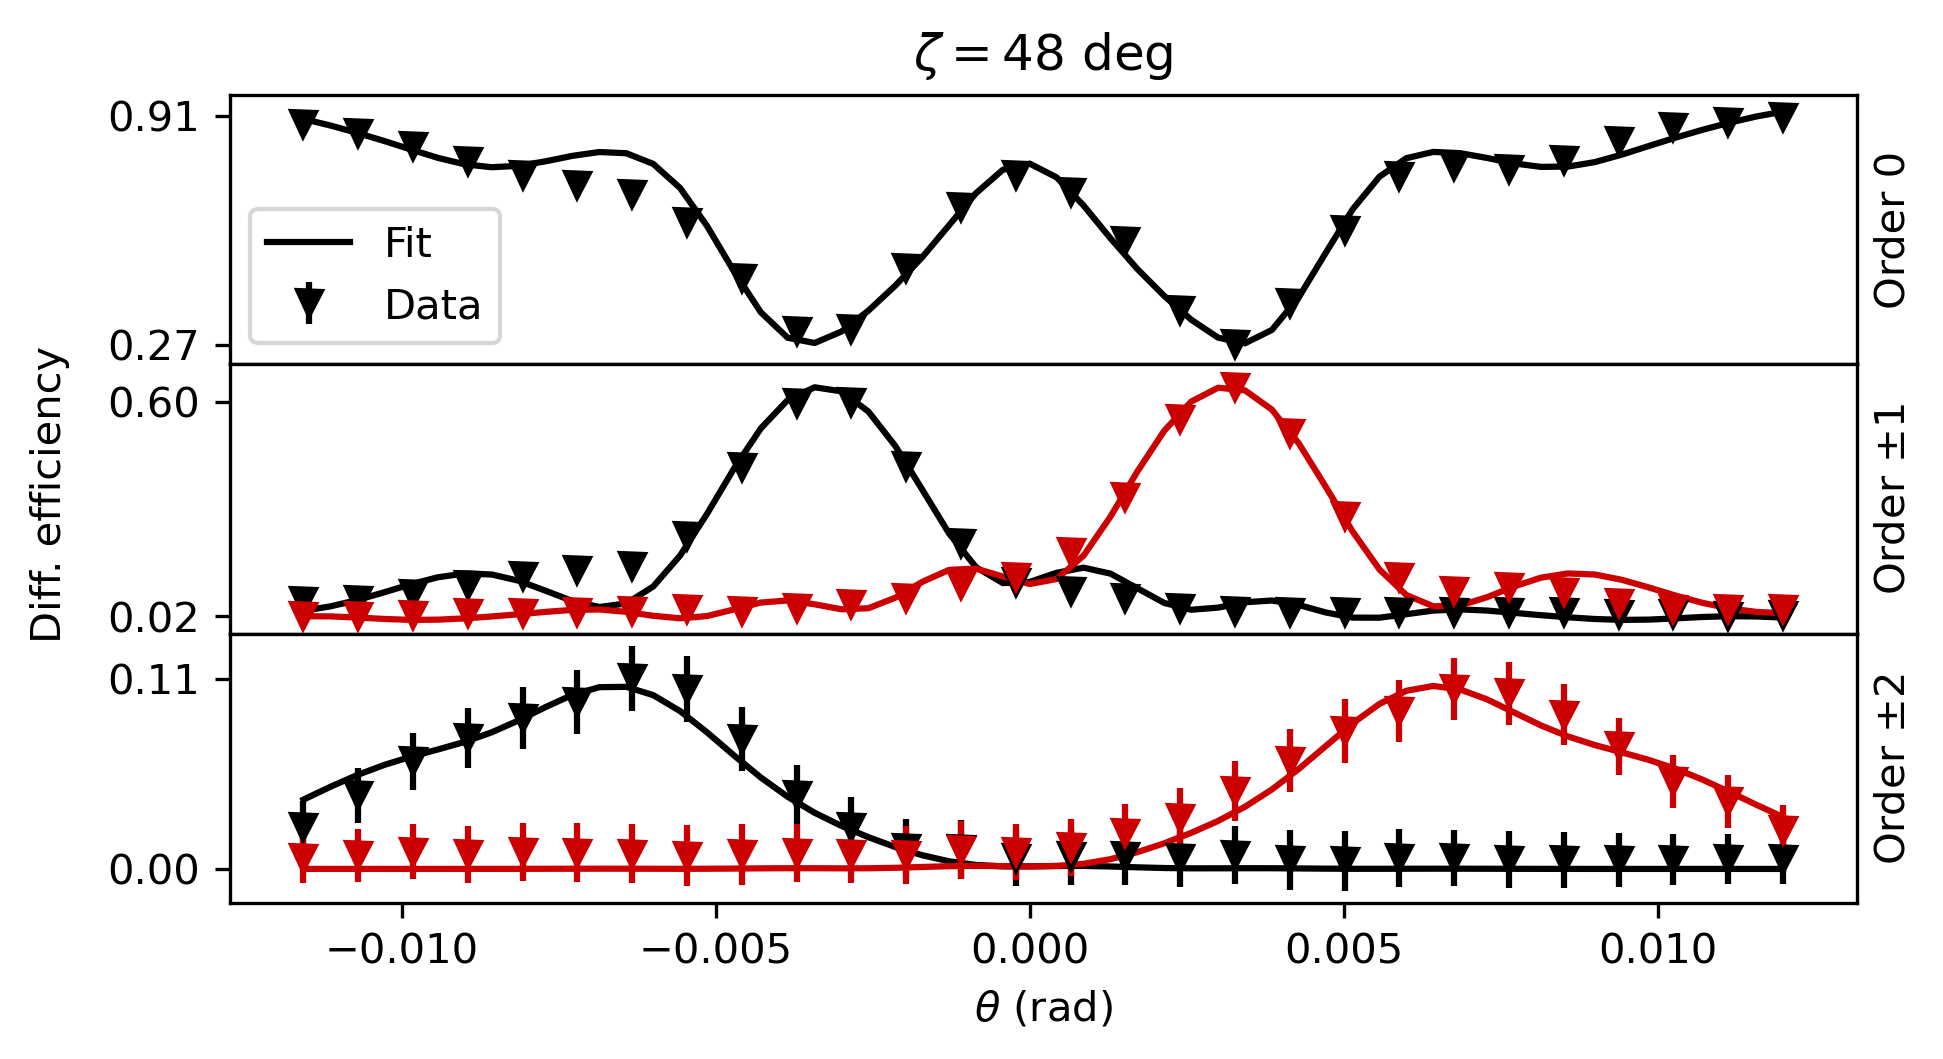 ζ = 48 deg
0.91
0.27
Fit
Data
Order 0
0.60
0.02
Order ±1
Diff. efficiency
0.11
0.00
Order ±2
−0.010 −0.005 0.000 0.005 0.010
θ (rad)